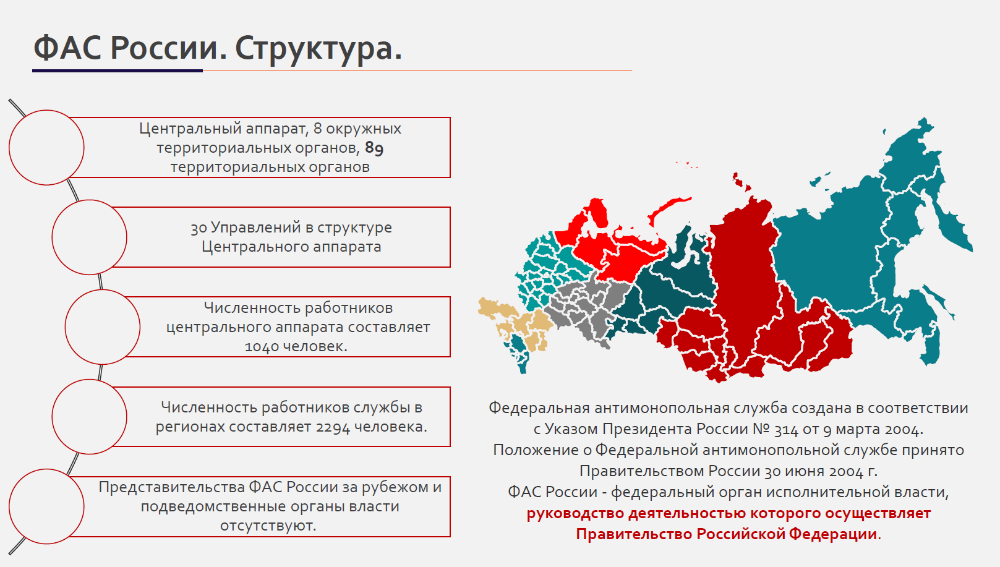 ФАС России. Структура.
Центральный аппарат, 8 окружных
территориальных органов, 89
территориальных органов
30 Управлений в структуре
Центрального аппарата
Численность работников
центрального аппарата составляет
1040 человек.
Численность работников службы в
регионах составляет 2294 человека.
Представительства ФАС России за рубежом и
подведомственные органы власти
отсутствуют.
Федеральная антимонопольная служба создана в соответствии
с Указом Президента России № 314 от 9 марта 2004.
Положение о Федеральной антимонопольной службе принято
Правительством России 30 июня 2004 г.
ФАС России - федеральный орган исполнительной власти,
руководство деятельностью которого осуществляет
Правительство Российской Федерации.